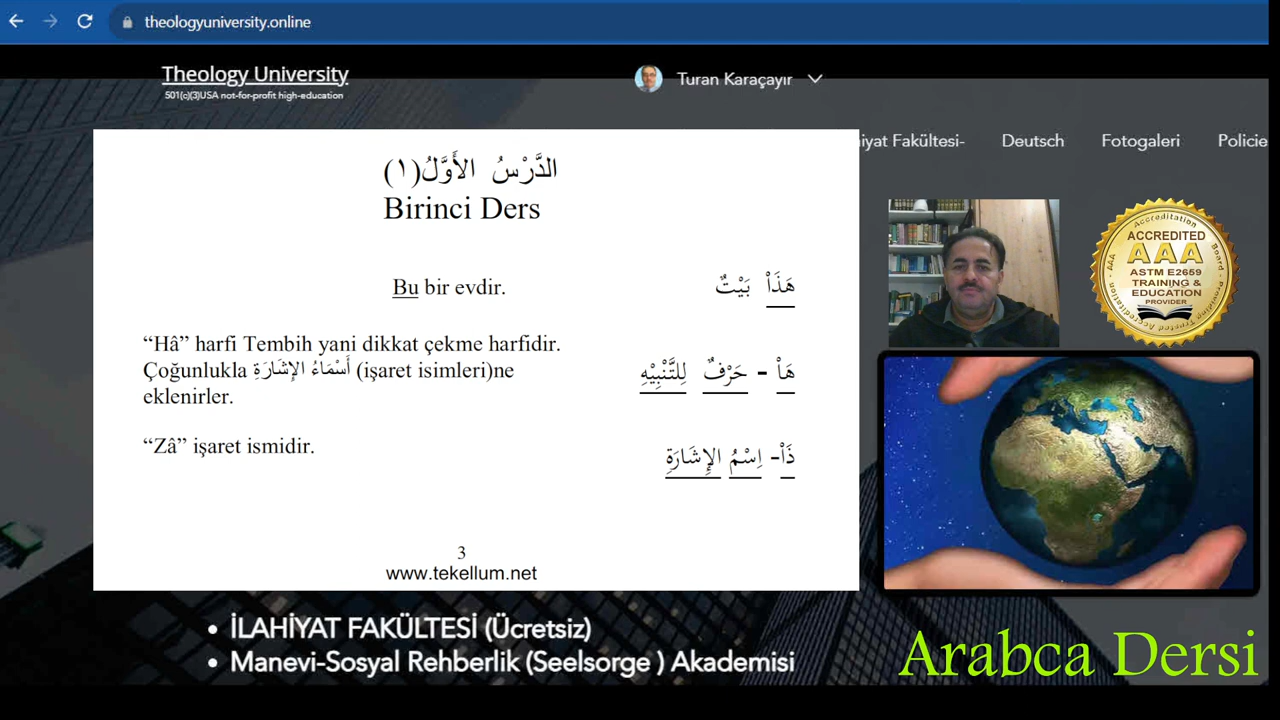 theologyuniversity.online
Theology University
501(c)(3)USA not-for-profit high-education
Turan Karaçayır
iyat Fakültesi-
Deutsch
Fotogaleri
Policie
الدَّرْسُ الأَوَّلُ(١)
Birinci Ders
Bu bir evdir.
هَذَاْ بَيْتٌ
“Hâ” harfi Tembih yani dikkat çekme harfidir.
Çoğunlukla أَسْمَاءُ الإِشَارَةِ (işaret isimleri)ne
eklenirler.
هَاْ - حَرْفٌ لِلتَّنْبِيْهِ
“Zâ” işaret ismidir.
ذَاْ- اِسْمُ الإِشَارَةِ
3
www.tekellum.net
Accreditation
ACCREDITED
AAA
ASTM E2659
TRAINING &
EDUCATION
PROVIDER
• İLAHİYAT FAKÜLTESİ (Ücretsiz)
• Manevi-Sosyal Rehberlik (Seelsorge ) Akademisi
Arabca Dersi